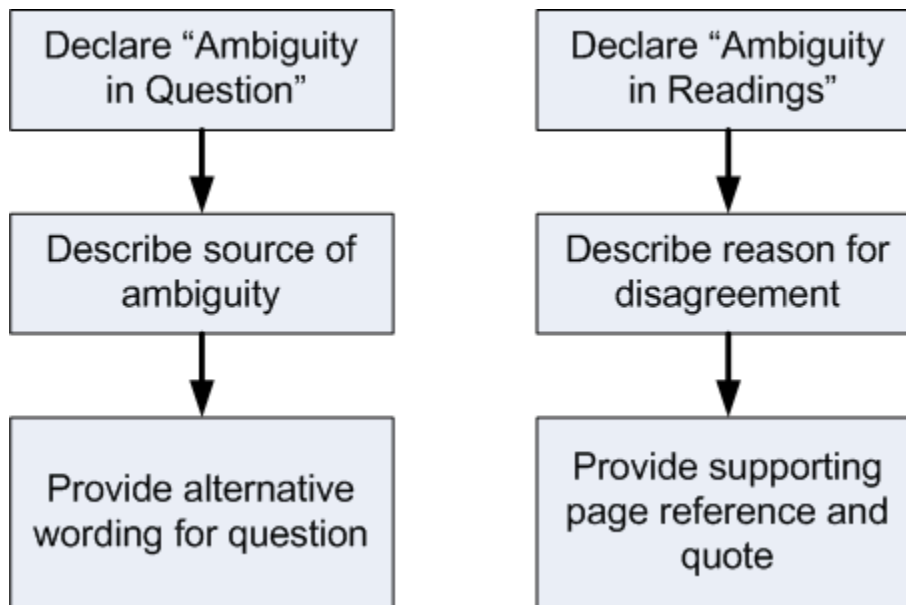 Declare “Ambiguity
in Question”
Describe source of
ambiguity
Provide alternative
wording for question
Declare “Ambiguity
in Readings”
Describe reason for
disagreement
Provide supporting
page reference and
quote